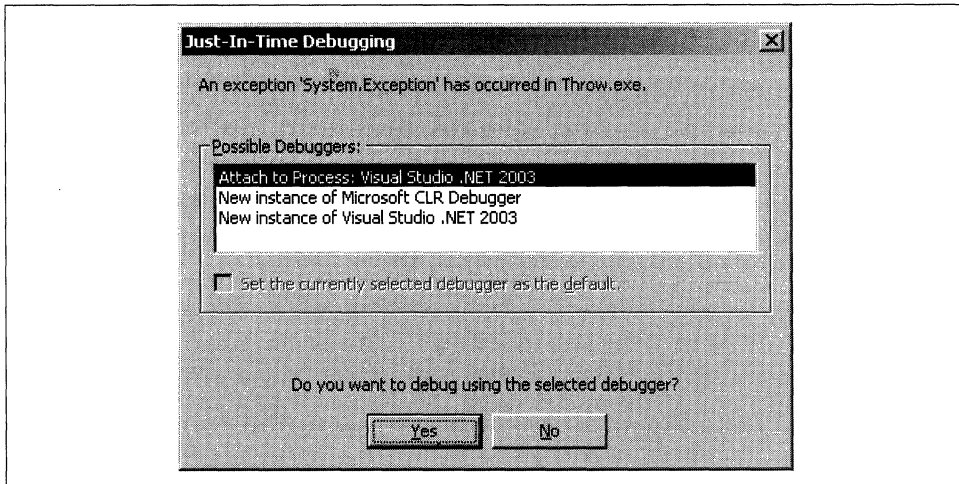 Just-In-Time Debugging
An exception 'System.Exception' has occurred in Throw.exe.
Possible Debuggers:
Attach to Process: Visual Studio .NET 2003
New instance of Microsoft CLR Debugger
New instance of Visual Studio .NET 2003
Set the currently selected debugger as the default.
Do you want to debug using the selected debugger?
Yes
No